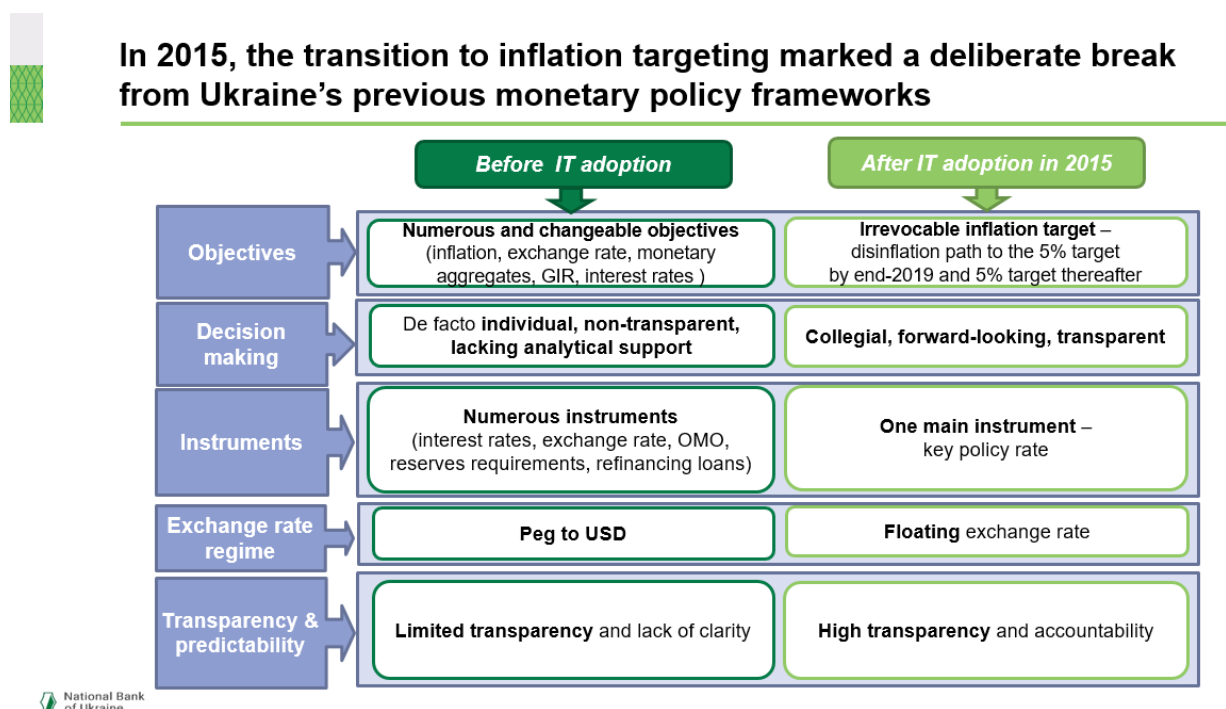 In 2015, the transition to inflation targeting marked a deliberate break
from Ukraine’s previous monetary policy frameworks
Before IT adoption
After IT adoption in 2015
Objectives
Numerous and changeable objectives
(inflation, exchange rate, monetary
aggregates, GIR, interest rates )
Irrevocable inflation target –
disinflation path to the 5% target
by end-2019 and 5% target thereafter
Decision
making
De facto individual, non-transparent,
lacking analytical support
Collegial, forward-looking, transparent
Instruments
Numerous instruments
(interest rates, exchange rate, OMO,
reserves requirements, refinancing loans)
One main instrument –
key policy rate
Exchange rate
regime
Peg to USD
Floating exchange rate
Transparency &
predictability
Limited transparency and lack of clarity
High transparency and accountability
National Bank
of Ukraine